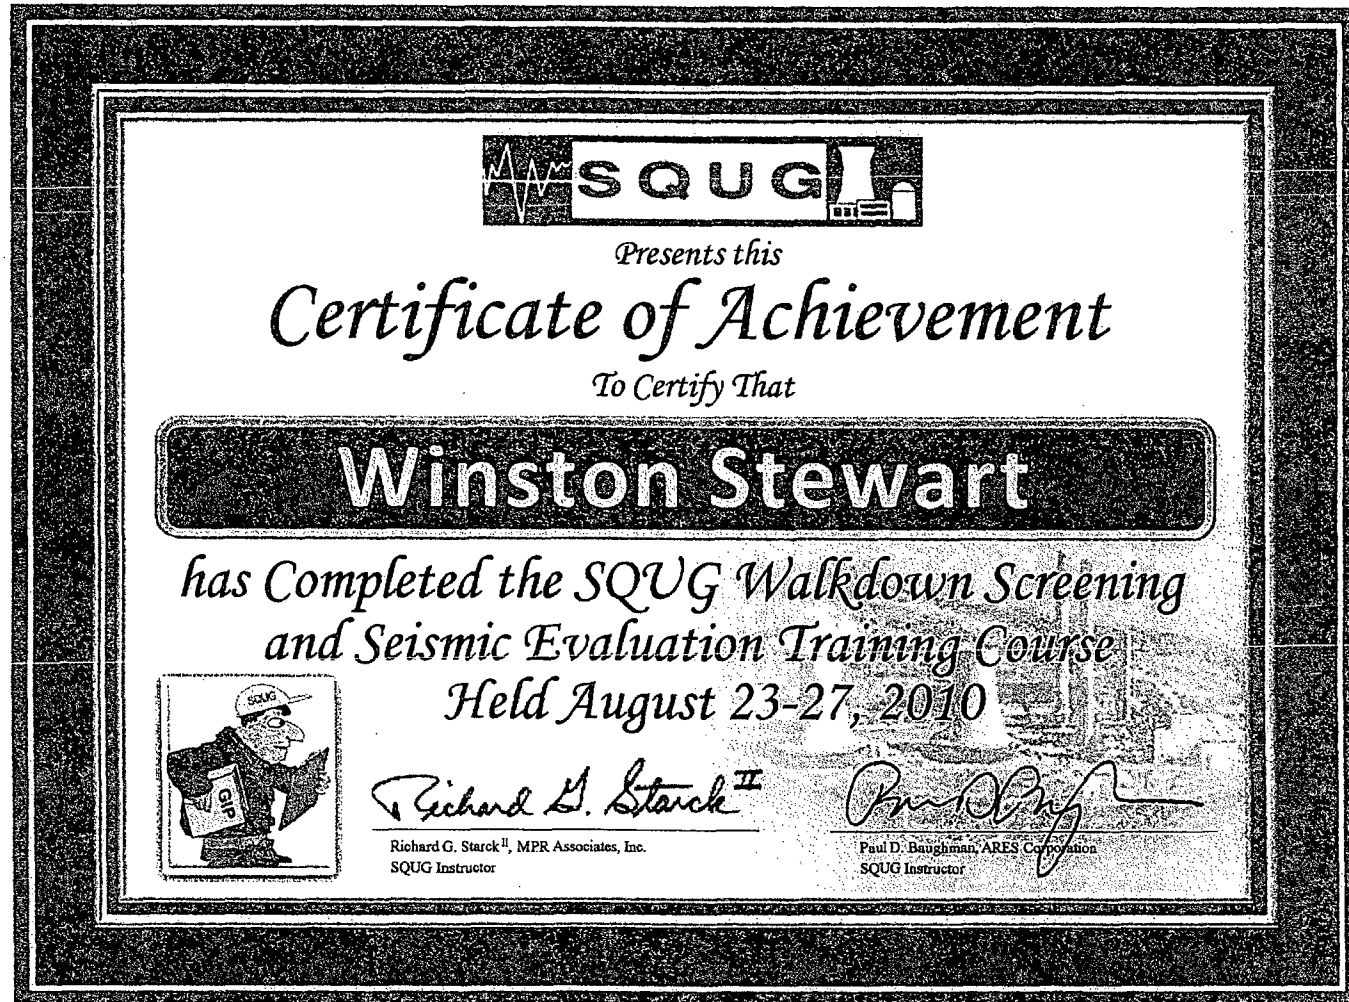 SQUG
Presents this
Certificate of Achievement
To Certify That
Winston Stewart
has Completed the SQUG Walkdown Screening
and Seismic Evaluation Training Course
Held August 23-27, 2010
SQUG
GIP
Richard G. Starck II
Richard G. Starck II, MPR Associates, Inc.
SQUG Instructor
Paul D. Baughman, ARES Corporation
SQUG Instructor